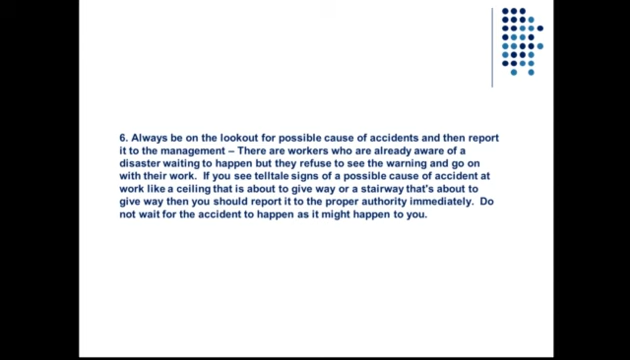 6. Always be on the lookout for possible cause of accidents and then report
it to the management – There are workers who are already aware of a
disaster waiting to happen but they refuse to see the warning and go on
with their work.  If you see telltale signs of a possible cause of accident at
work like a ceiling that is about to give way or a stairway that's about to
give way then you should report it to the proper authority immediately.  Do
not wait for the accident to happen as it might happen to you.